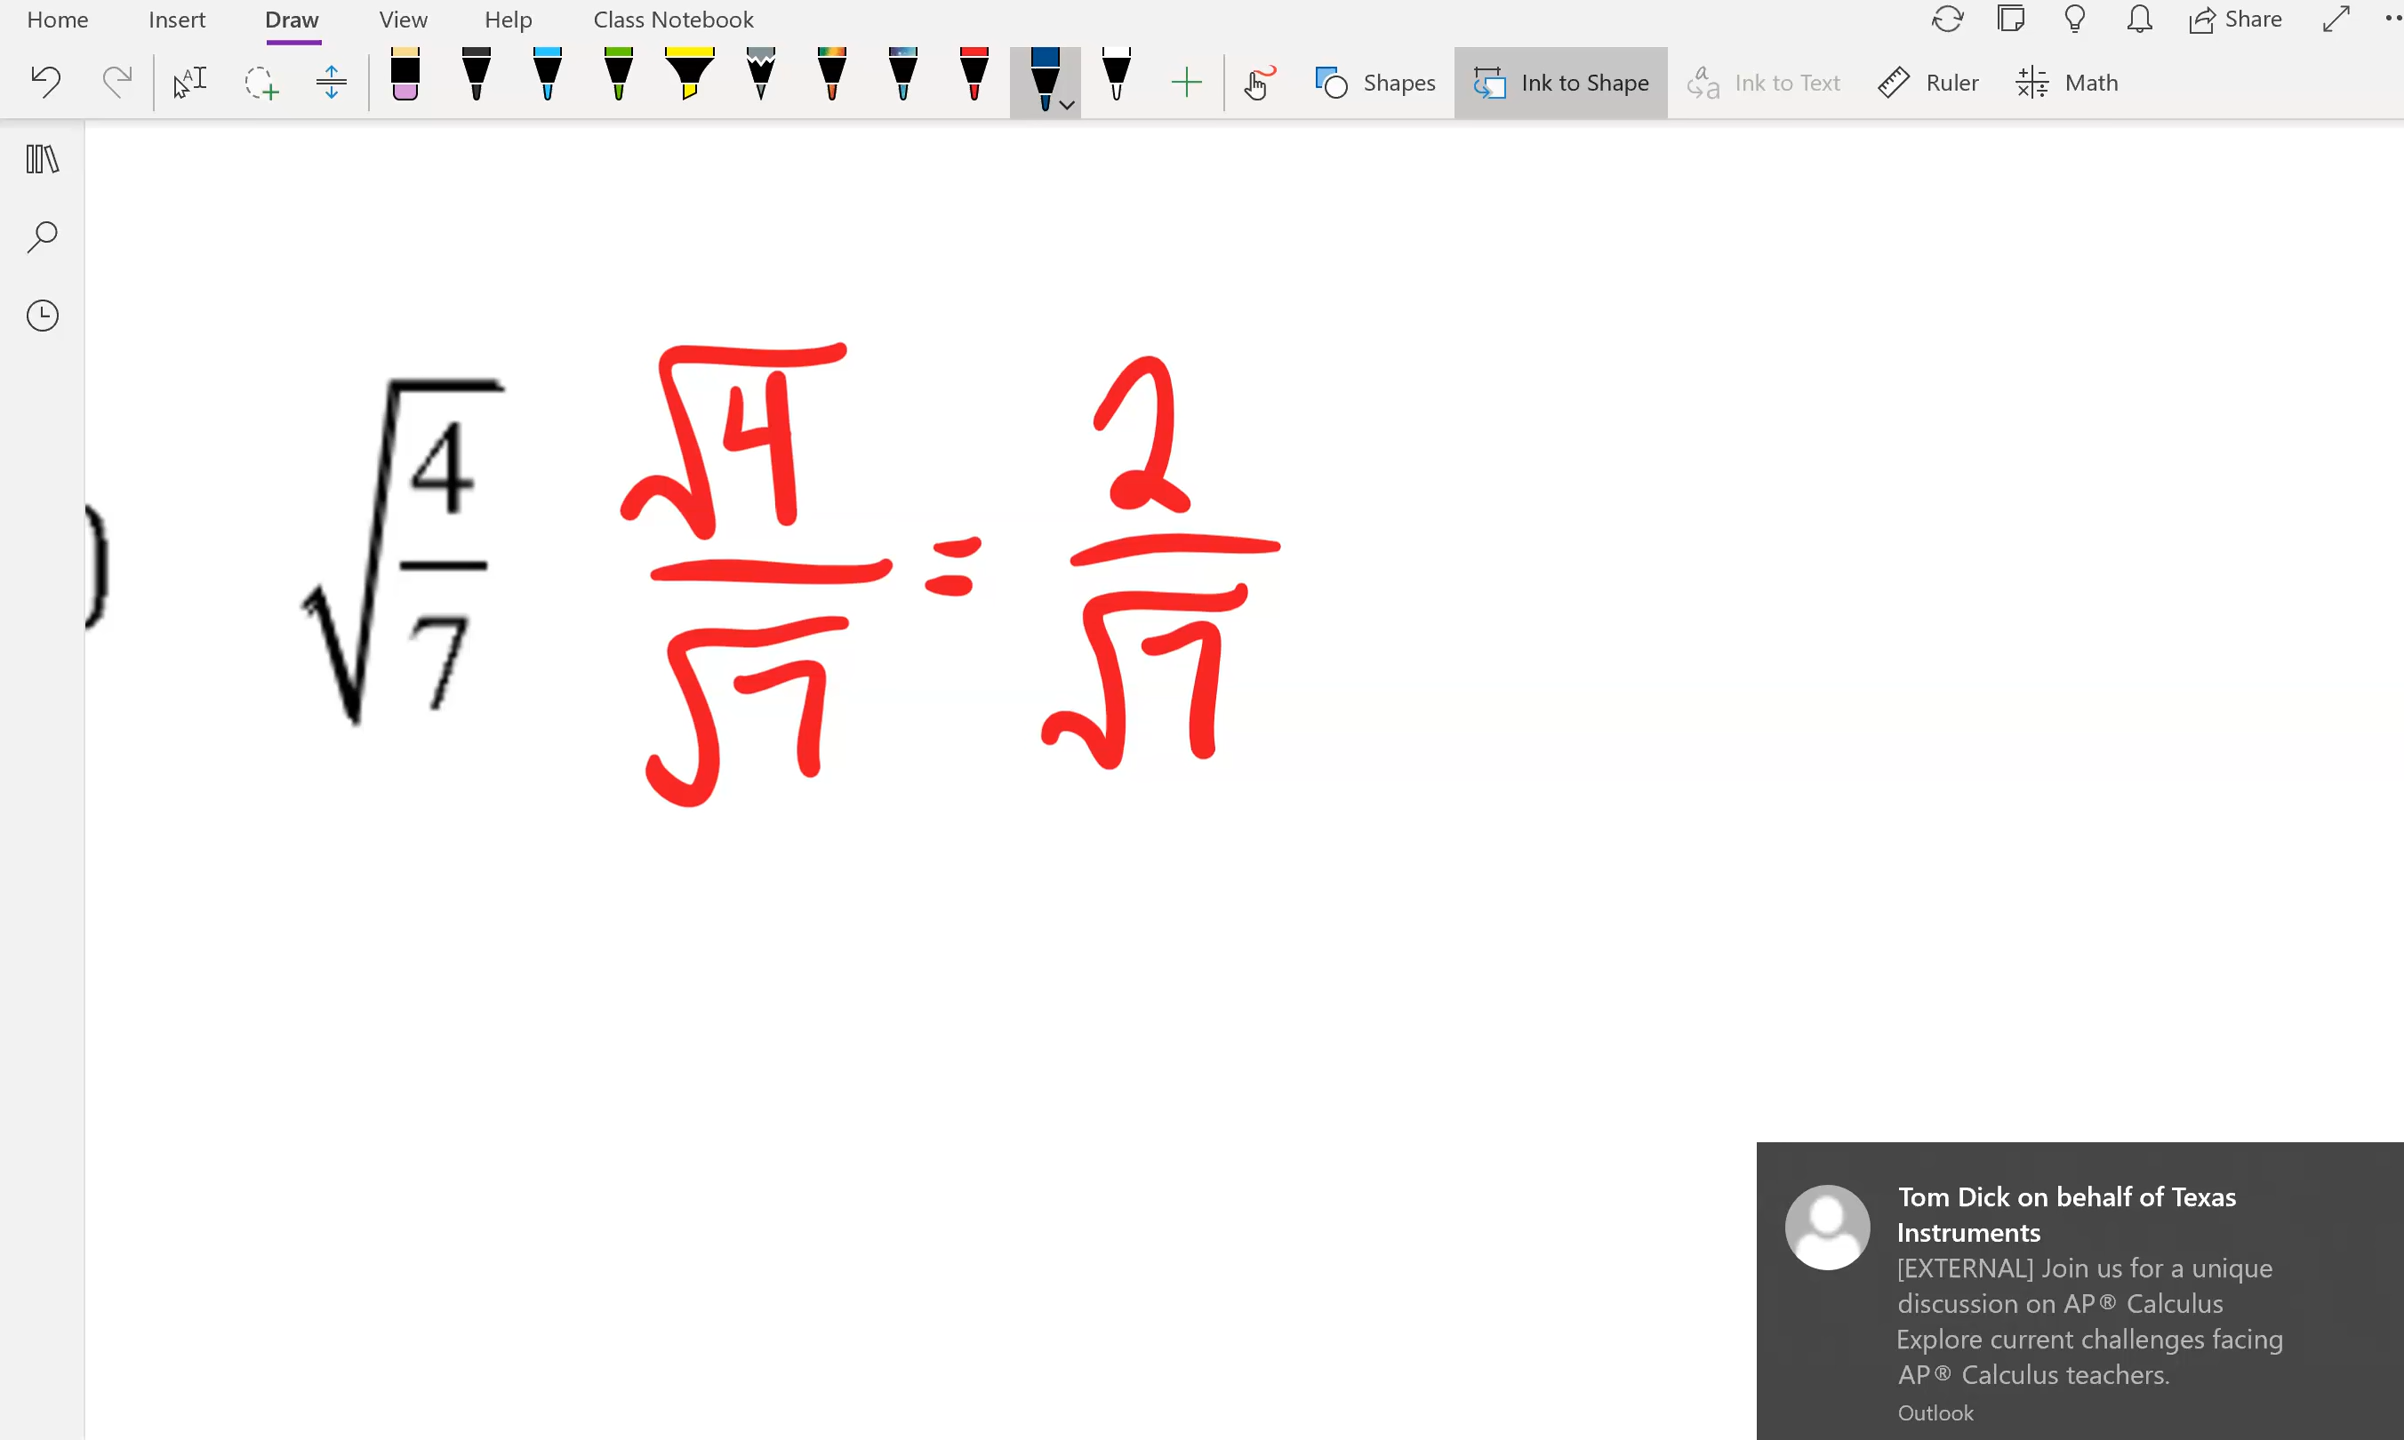 Home Insert Draw View Help Class Notebook Share
Shapes Ink to Shape Ink to Text Ruler Math
) √(4/7) √4/√7 = 2/√7
Tom Dick on behalf of Texas
Instruments
[EXTERNAL] Join us for a unique
discussion on AP® Calculus
Explore current challenges facing
AP® Calculus teachers.
Outlook